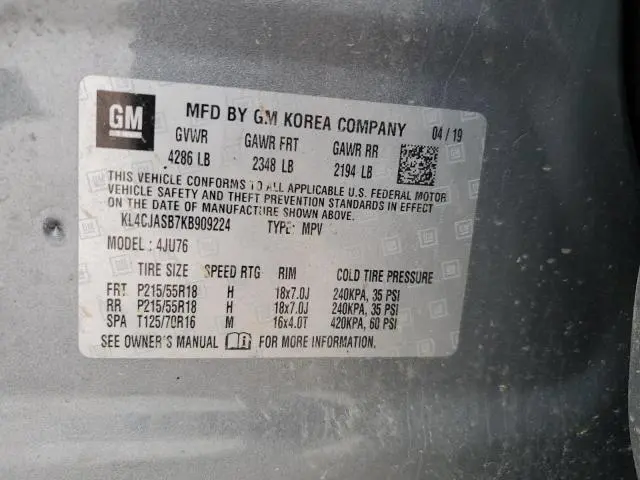 GM
MFD BY GM KOREA COMPANY 04 / 19
GVWR GAWR FRT GAWR RR
4286 LB 2348 LB 2194 LB
THIS VEHICLE CONFORMS TO ALL APPLICABLE U.S. FEDERAL MOTOR
VEHICLE SAFETY AND THEFT PREVENTION STANDARDS IN EFFECT
ON THE DATE OF MANUFACTURE SHOWN ABOVE.
KL4CJASB7KB909224 TYPE: MPV
MODEL : 4JU76
TIRE SIZE SPEED RTG RIM COLD TIRE PRESSURE
FRT P215/55R18 H 18x7.0J 240KPA, 35 PSI
RR P215/55R18 H 18x7.0J 240KPA, 35 PSI
SPA T125/70R16 M 16x4.0T 420KPA, 60 PSI
SEE OWNER'S MANUAL FOR MORE INFORMATION.